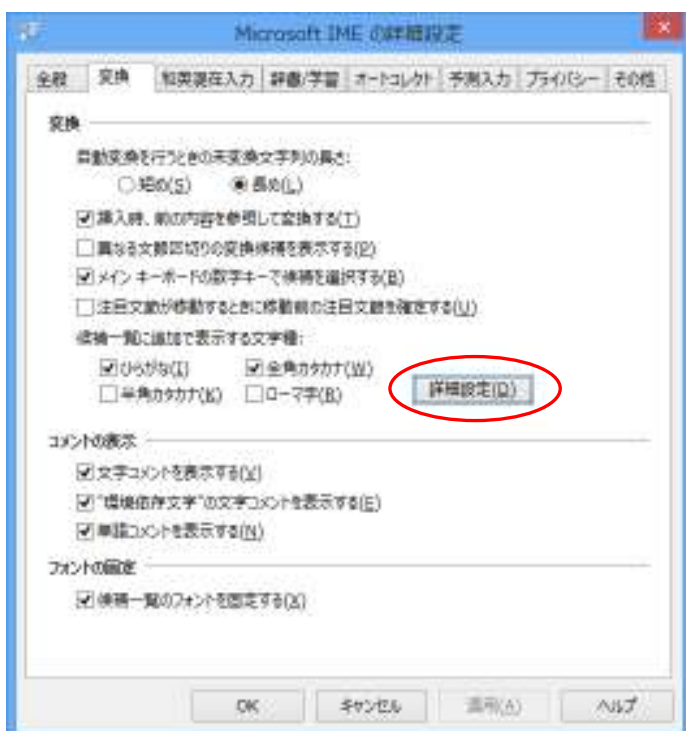 Microsoft IME の詳細設定
全般 変換 和英混在入力 辞書/学習 オートコレクト 予測入力 プライバシー その他
変換
自動変換を行うときの未変換文字列の長さ:
短め(S) 長め(L)
挿入時、前の内容を参照して変換する(T)
異なる文節区切りの変換候補を表示する(P)
メイン キーボードの数字キーで候補を選択する(B)
注目文節が移動するときに移動前の注目文節を確定する(U)
候補一覧に追加で表示する文字種:
ひらがな(I) 全角カタカナ(W)
半角カタカナ(K) ローマ字(R)
詳細設定(D)
コメントの表示
文字コメントを表示する(V)
"環境依存文字"の文字コメントを表示する(E)
単語コメントを表示する(N)
フォントの固定
候補一覧のフォントを固定する(X)
OK キャンセル 適用(A) ヘルプ